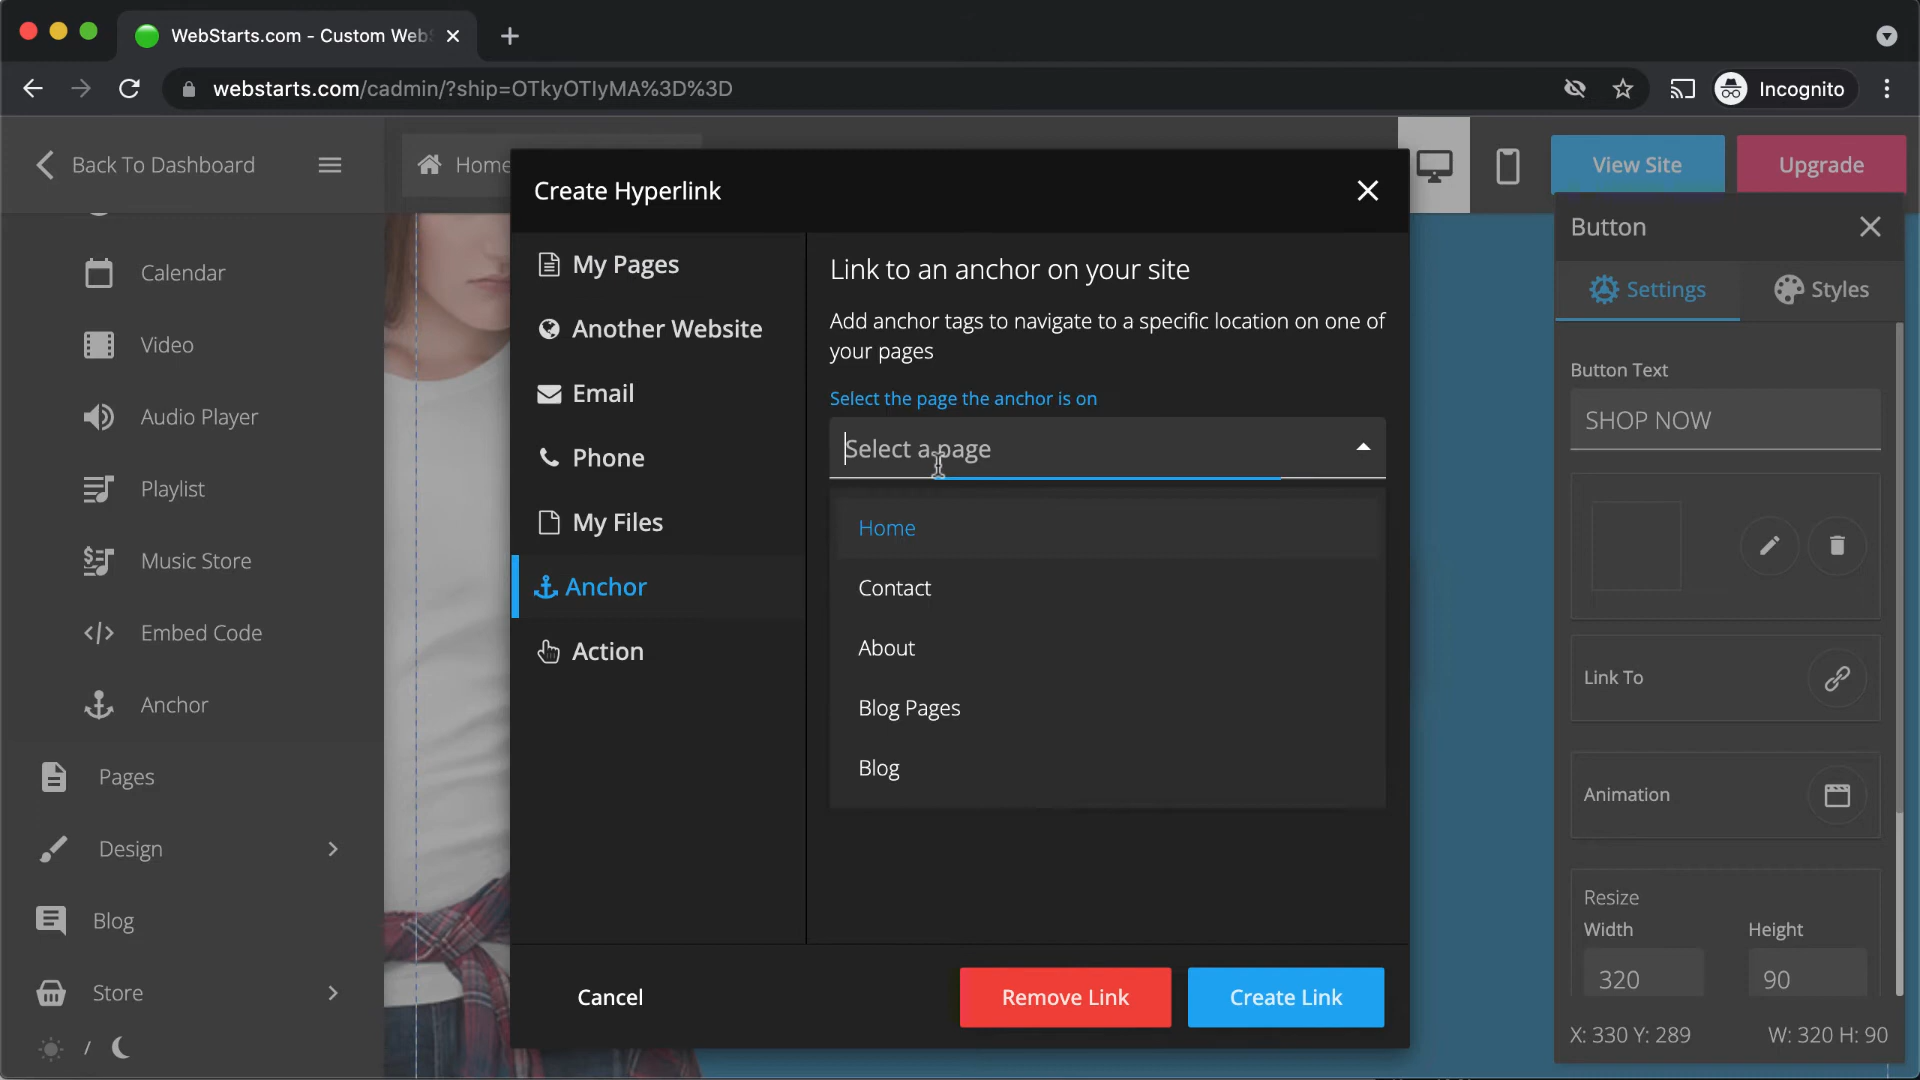 WebStarts.com - Custom Web
webstarts.com/cadmin/?ship=OTkyOTIyMA%3D%3D
Incognito
Back To Dashboard
Home
View Site
Upgrade
Calendar
Video
Audio Player
Playlist
Music Store
Embed Code
Anchor
Pages
Design
Blog
Store
/
Create Hyperlink
My Pages
Another Website
Email
Phone
My Files
Anchor
Action
Link to an anchor on your site
Add anchor tags to navigate to a specific location on one of
your pages
Select the page the anchor is on
Select a page
Home
Contact
About
Blog Pages
Blog
Cancel
Remove Link
Create Link
Button
Settings
Styles
Button Text
SHOP NOW
Link To
Animation
Resize
Width
Height
320
90
X: 330 Y: 289
W: 320 H: 90